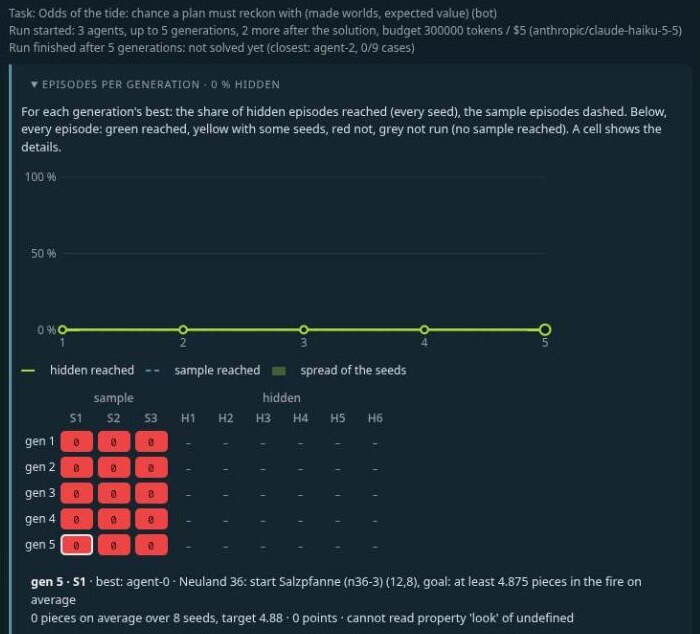 Task: Odds of the tide: chance a plan must reckon with (made worlds, expected value) (bot)
Run started: 3 agents, up to 5 generations, 2 more after the solution, budget 300000 tokens / $5 (anthropic/claude-haiku-5-5)
Run finished after 5 generations: not solved yet (closest: agent-2, 0/9 cases)
▼ EPISODES PER GENERATION · 0 % HIDDEN
For each generation's best: the share of hidden episodes reached (every seed), the sample episodes dashed. Below,
every episode: green reached, yellow with some seeds, red not, grey not run (no sample reached). A cell shows the
details.
100 %
50 %
0 %
1 2 3 4 5
hidden reached -- sample reached spread of the seeds
sample hidden
S1 S2 S3 H1 H2 H3 H4 H5 H6
gen 1 0 0 0 – – – – – –
gen 2 0 0 0 – – – – – –
gen 3 0 0 0 – – – – – –
gen 4 0 0 0 – – – – – –
gen 5 0 0 0 – – – – – –
gen 5 · S1 · best: agent-0 · Neuland 36: start Salzpfanne (n36-3) (12,8), goal: at least 4.875 pieces in the fire on
average
0 pieces on average over 8 seeds, target 4.88 · 0 points · cannot read property 'look' of undefined